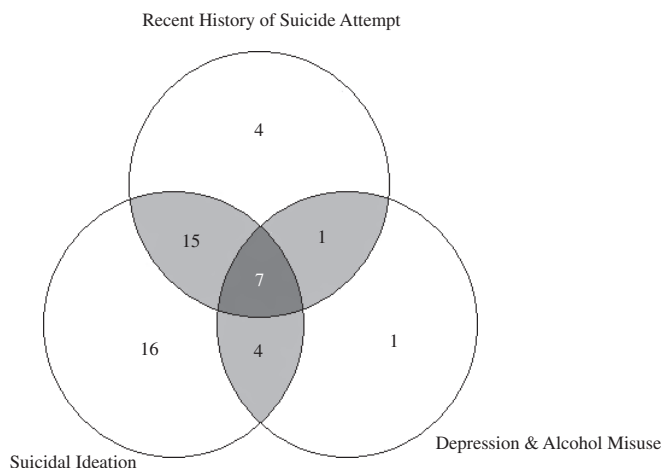 Recent History of Suicide Attempt
4
15
1
7
16
4
1
Depression & Alcohol Misuse
Suicidal Ideation